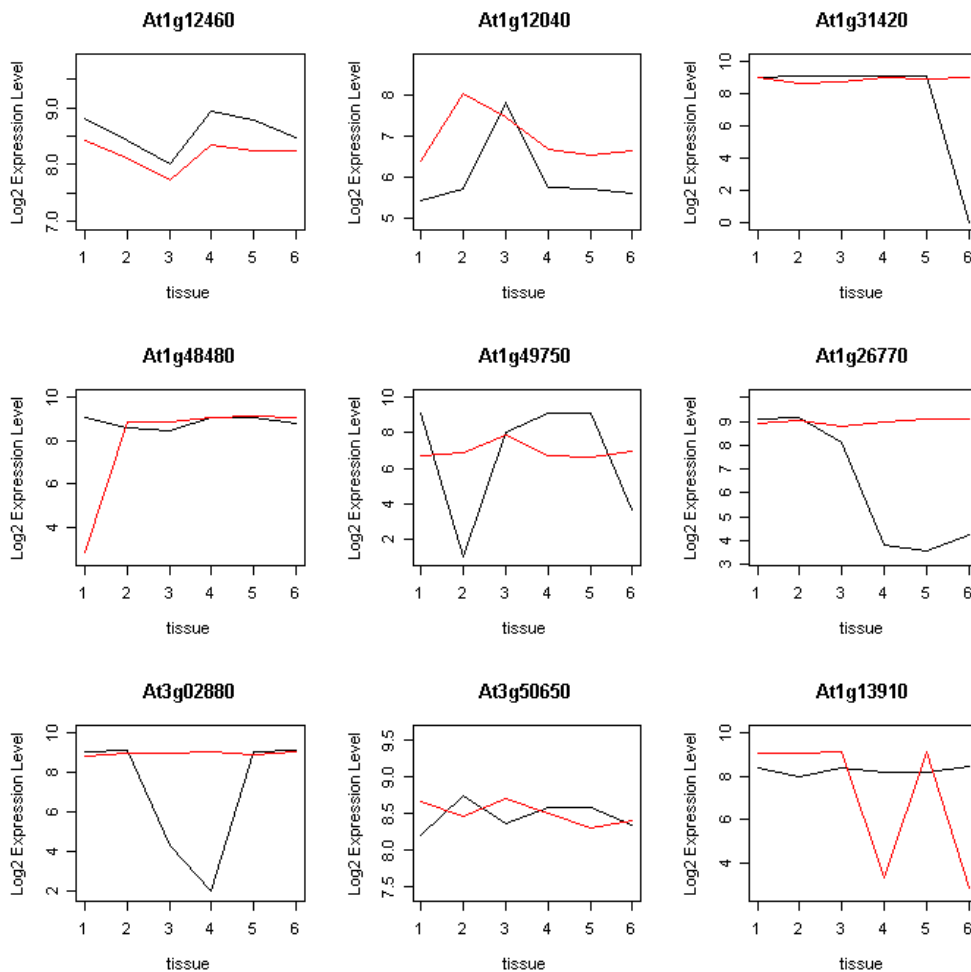 At1g12460 At1g12040 At1g31420
Log2 Expression Level
7.0 8.0 9.0
1 2 3 4 5 6
tissue
Log2 Expression Level
5 6 7 8
1 2 3 4 5 6
tissue
Log2 Expression Level
0 2 4 6 8 10
1 2 3 4 5 6
tissue
At1g48480 At1g49750 At1g26770
Log2 Expression Level
4 6 8 10
1 2 3 4 5 6
tissue
Log2 Expression Level
2 4 6 8 10
1 2 3 4 5 6
tissue
Log2 Expression Level
3 4 5 6 7 8 9
1 2 3 4 5 6
tissue
At3g02880 At3g50650 At1g13910
Log2 Expression Level
2 4 6 8 10
1 2 3 4 5 6
tissue
Log2 Expression Level
7.5 8.0 8.5 9.0 9.5
1 2 3 4 5 6
tissue
Log2 Expression Level
4 6 8 10
1 2 3 4 5 6
tissue